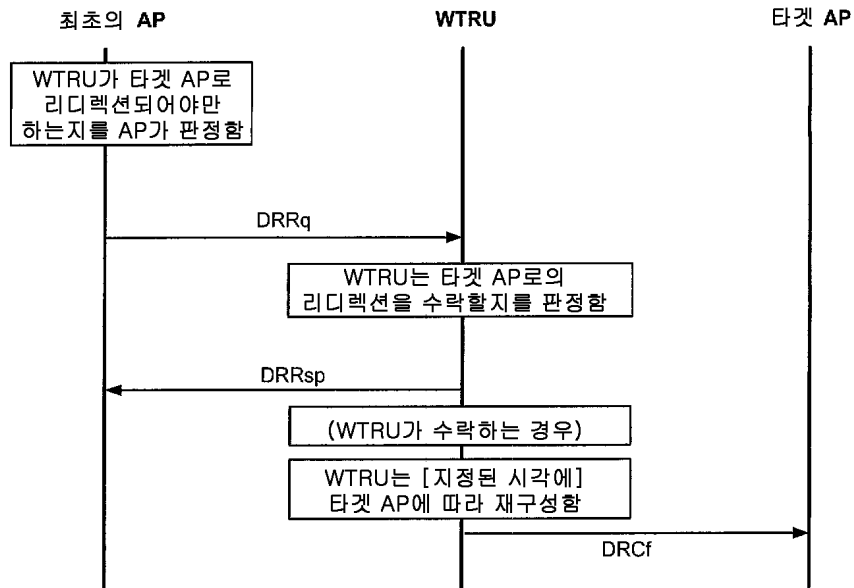 최초의 AP
WTRU
타겟 AP
WTRU가 타겟 AP로
리디렉션되어야만
하는지를 AP가 판정함
DRRq
WTRU는 타겟 AP로의
리디렉션을 수락할지를 판정함
DRRsp
(WTRU가 수락하는 경우)
WTRU는 [지정된 시각에]
타겟 AP에 따라 재구성함
DRCf